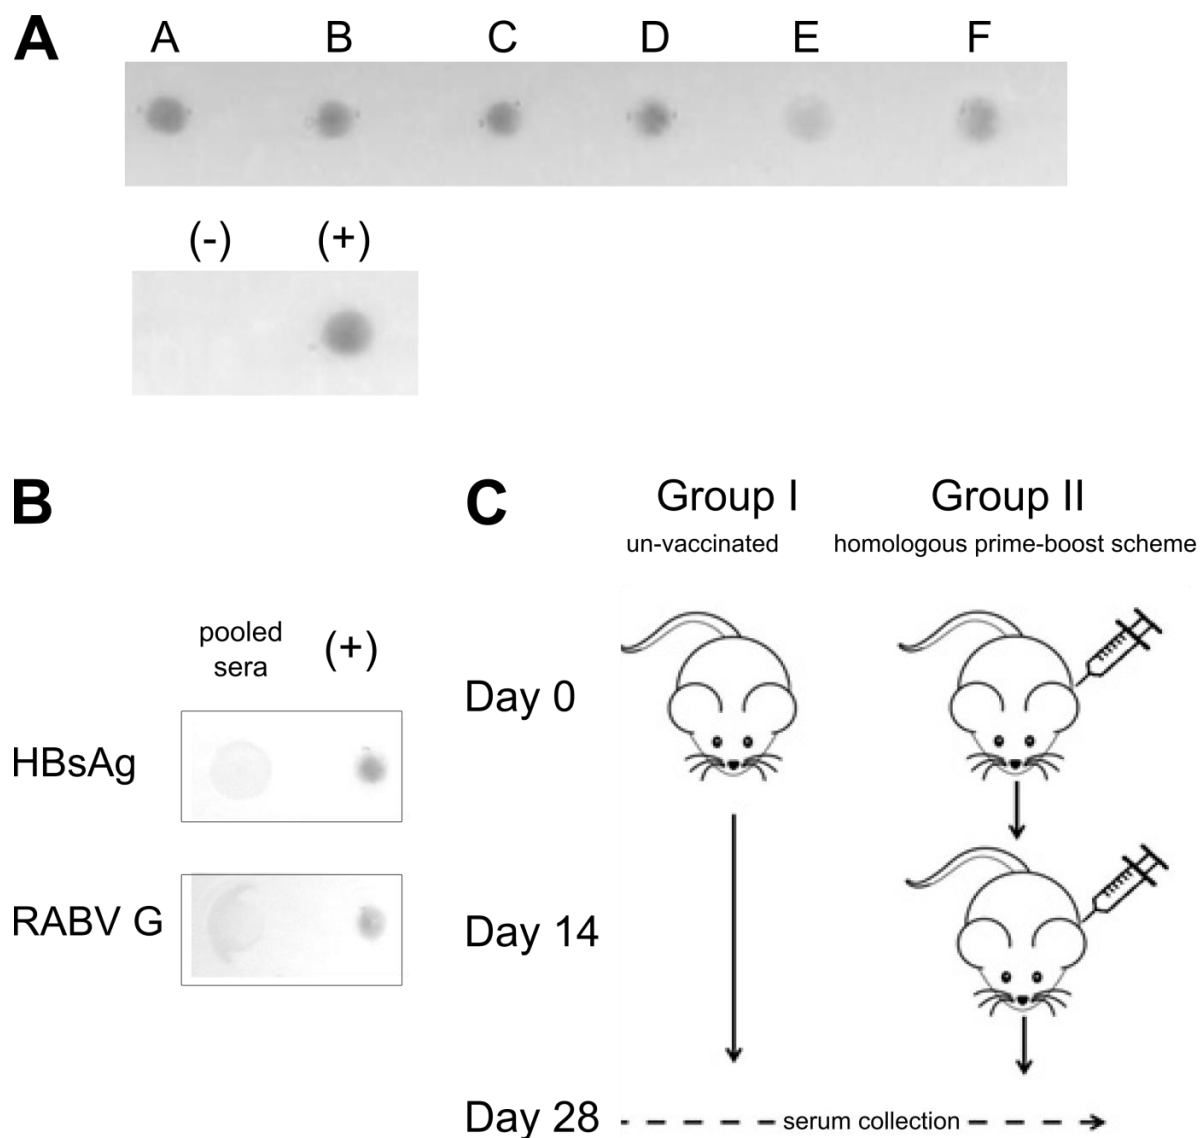 A
A B C D E F
(-) (+)
B
pooled
sera
(+)
HBsAg
RABV G
C
Group I Group II
un-vaccinated homologous prime-boost scheme
Day 0
Day 14
Day 28
serum collection